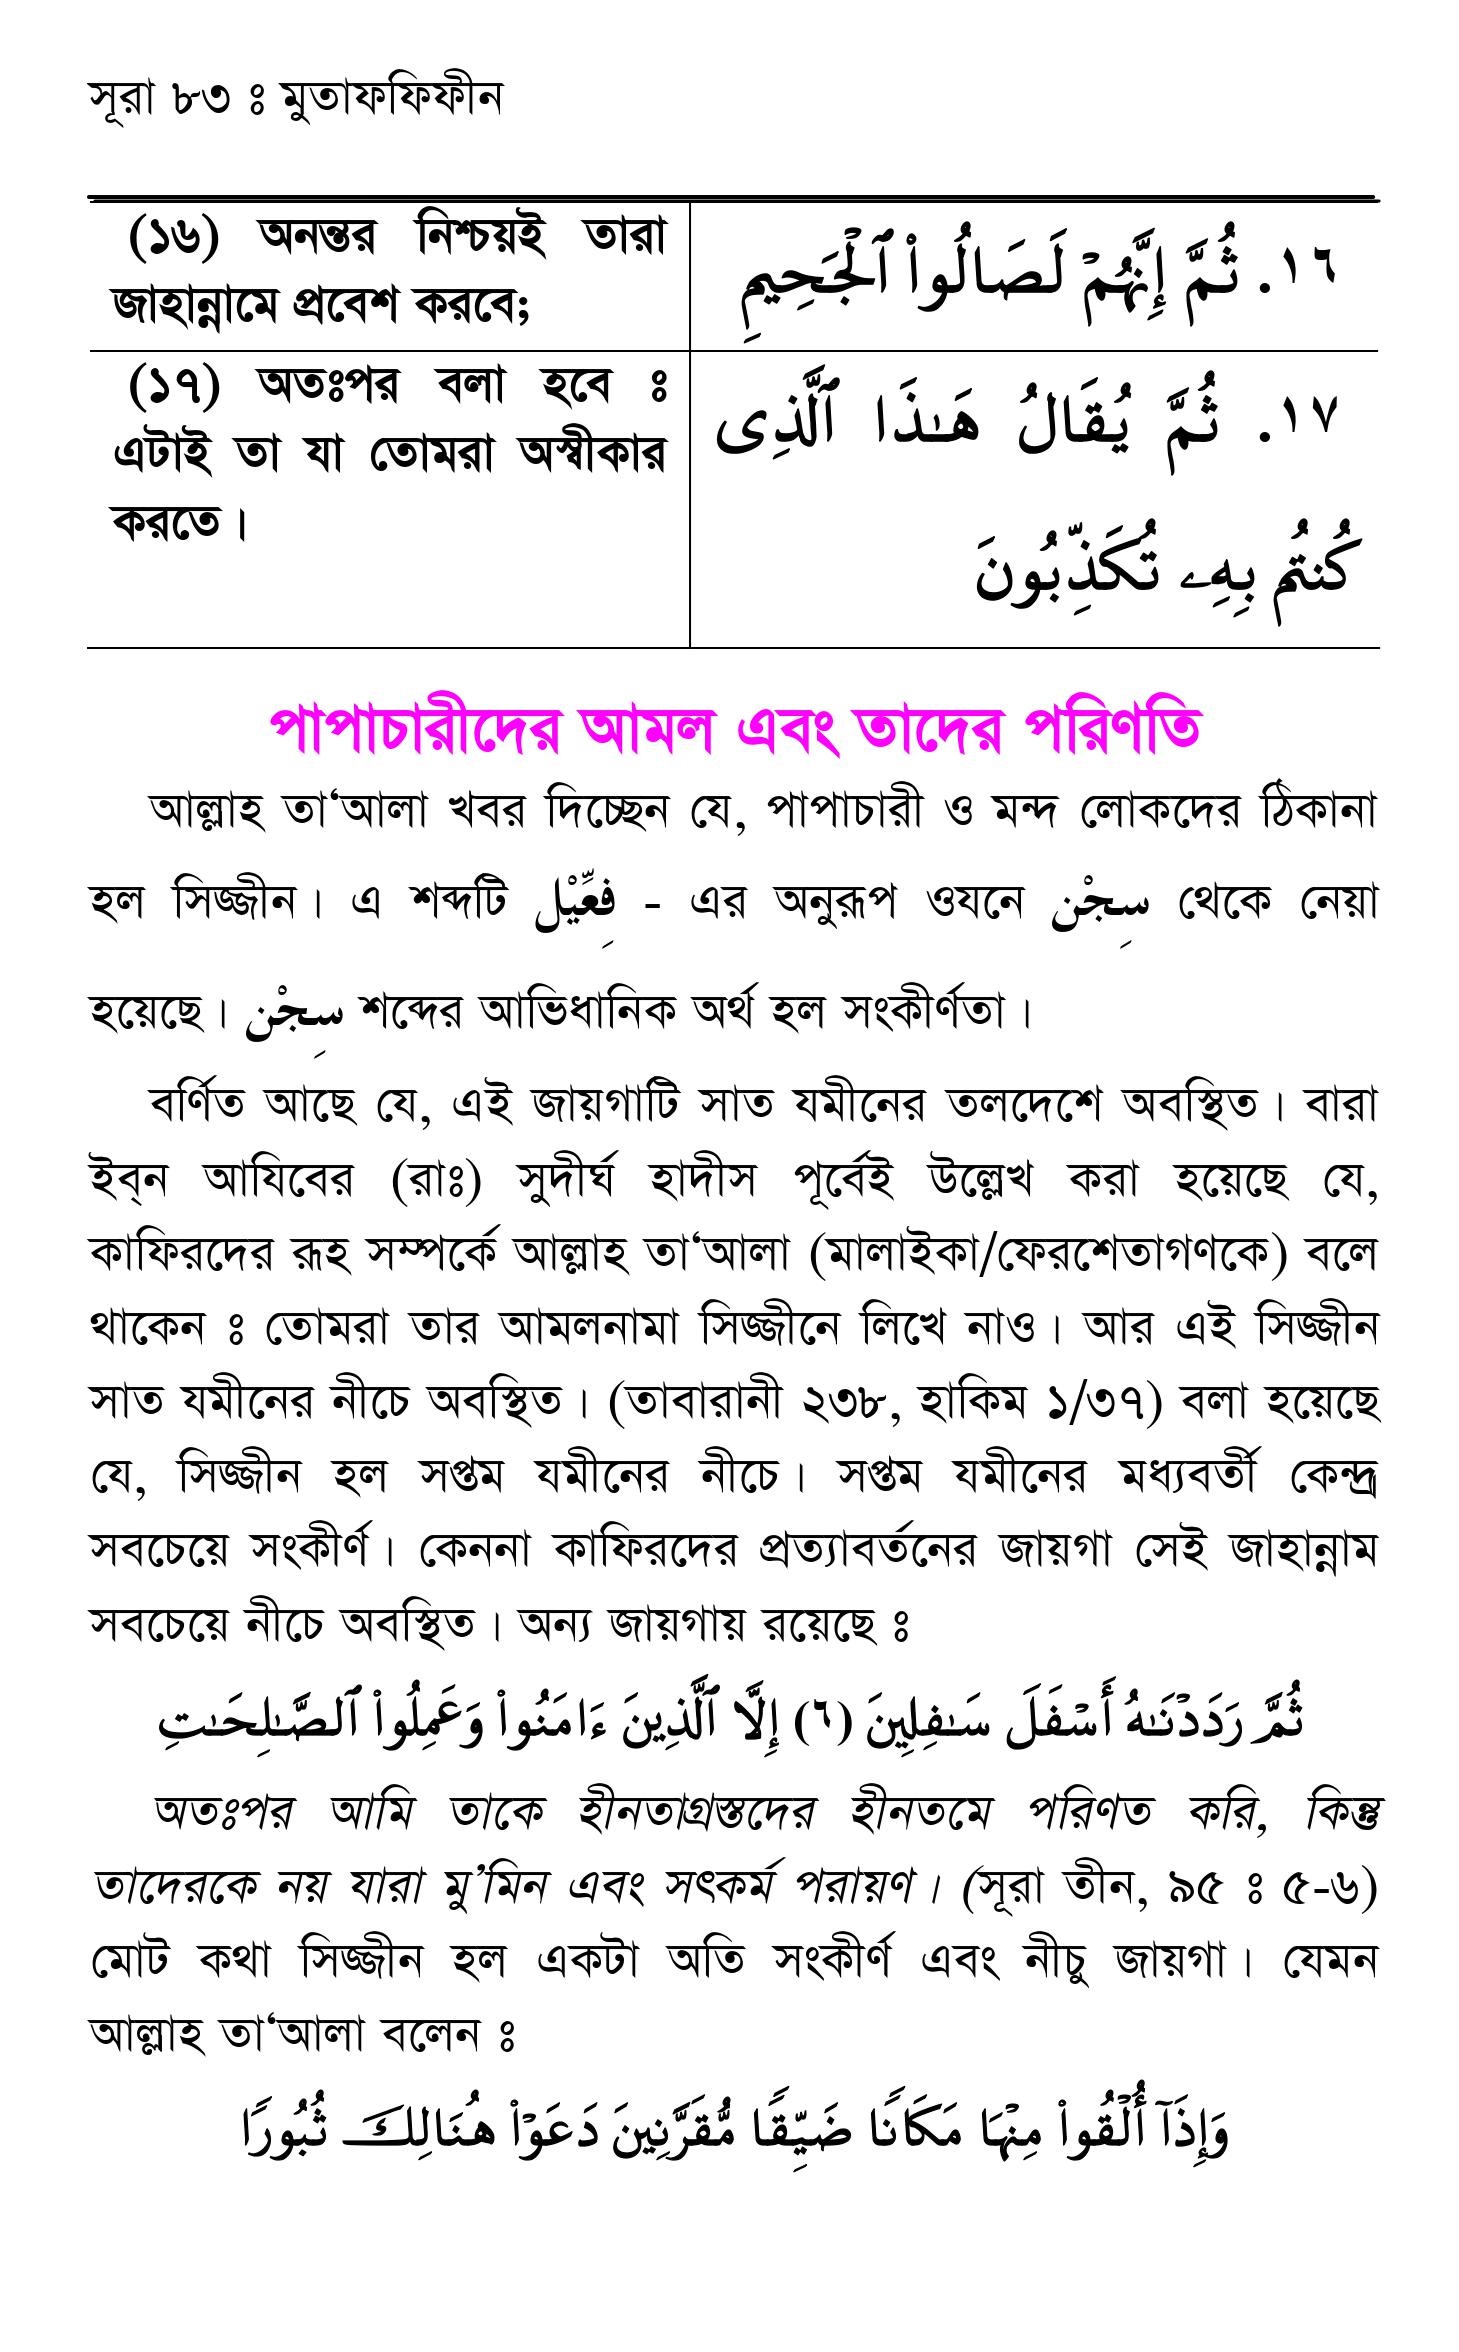 সূরা ৮৩ ঃ মুতাফফিফীন
(১৬) অনন্তর নিশ্চয়ই তারা
জাহান্নামে প্রবেশ করবে;
١٦. ثُمَّ إِنَّهُمْ لَصَالُوا۟ ٱلْجَحِيمِ
(১৭) অতঃপর বলা হবে ঃ
এটাই তা যা তোমরা অস্বীকার
করতে।
١٧. ثُمَّ يُقَالُ هَـٰذَا ٱلَّذِى
كُنتُم بِهِۦ تُكَذِّبُونَ
পাপাচারীদের আমল এবং তাদের পরিণতি
আল্লাহ তা‘আলা খবর দিচ্ছেন যে, পাপাচারী ও মন্দ লোকদের ঠিকানা
হল সিজ্জীন। এ শব্দটি فِعِّيْل - এর অনুরূপ ওযনে سِجْن থেকে নেয়া
হয়েছে। سِجْن শব্দের আভিধানিক অর্থ হল সংকীর্ণতা।
বর্ণিত আছে যে, এই জায়গাটি সাত যমীনের তলদেশে অবস্থিত। বারা
ইব্‌ন আযিবের (রাঃ) সুদীর্ঘ হাদীস পূর্বেই উল্লেখ করা হয়েছে যে,
কাফিরদের রূহ সম্পর্কে আল্লাহ তা‘আলা (মালাইকা/ফেরশেতাগণকে) বলে
থাকেন ঃ তোমরা তার আমলনামা সিজ্জীনে লিখে নাও। আর এই সিজ্জীন
সাত যমীনের নীচে অবস্থিত। (তাবারানী ২৩৮, হাকিম ১/৩৭) বলা হয়েছে
যে, সিজ্জীন হল সপ্তম যমীনের নীচে। সপ্তম যমীনের মধ্যবর্তী কেন্দ্র
সবচেয়ে সংকীর্ণ। কেননা কাফিরদের প্রত্যাবর্তনের জায়গা সেই জাহান্নাম
সবচেয়ে নীচে অবস্থিত। অন্য জায়গায় রয়েছে ঃ
ثُمَّ رَدَدْنَـٰهُ أَسْفَلَ سَـٰفِلِينَ (٦) إِلَّا ٱلَّذِينَ ءَامَنُوا۟ وَعَمِلُوا۟ ٱلصَّـٰلِحَـٰتِ
অতঃপর আমি তাকে হীনতাগ্রস্তদের হীনতমে পরিণত করি, কিন্তু
তাদেরকে নয় যারা মু’মিন এবং সৎকর্ম পরায়ণ। (সূরা তীন, ৯৫ ঃ ৫-৬)
মোট কথা সিজ্জীন হল একটা অতি সংকীর্ণ এবং নীচু জায়গা। যেমন
আল্লাহ তা‘আলা বলেন ঃ
وَإِذَآ أُلْقُوا۟ مِنْهَا مَكَانًا ضَيِّقًا مُّقَرَّنِينَ دَعَوْا۟ هُنَالِكَ ثُبُورًا